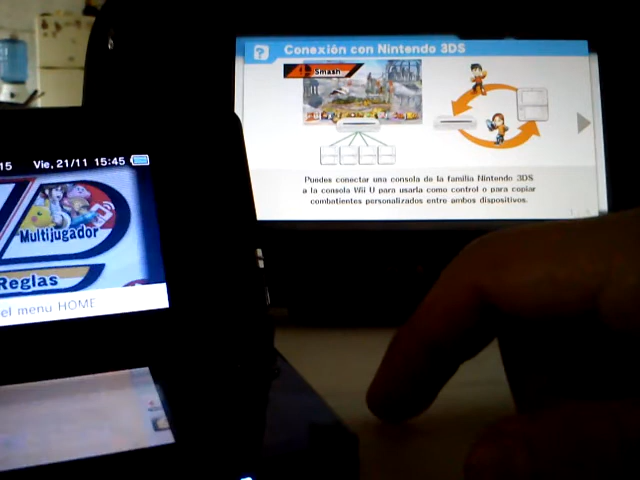 Conexión con Nintendo 3DS
Smash
Puedes conectar una consola de la familia Nintendo 3DS
a la consola Wii U para usarla como control o para copiar
combatientes personalizados entre ambos dispositivos.
15 Vie, 21/11 15:45
Multijugador
Reglas
el menú HOME